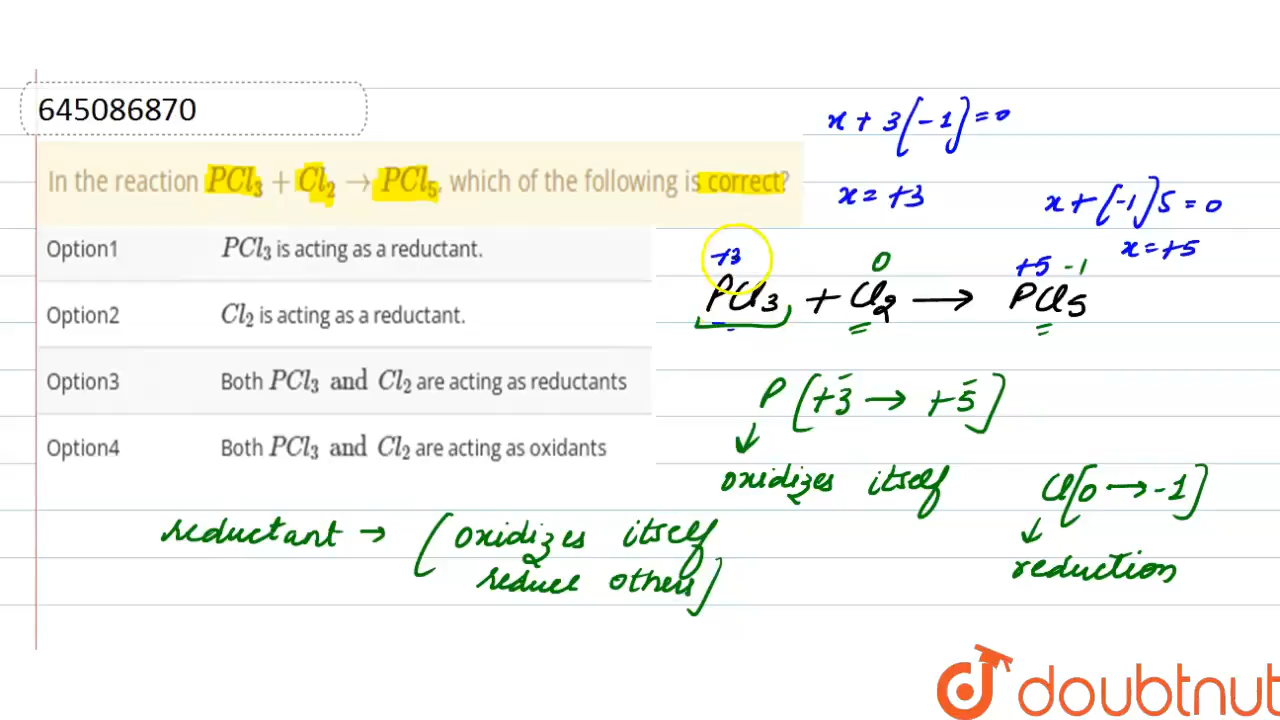 645086870
In the reaction PCl₃ + Cl₂ → PCl₅, which of the following is correct?
Option1 PCl₃ is acting as a reductant.
Option2 Cl₂ is acting as a reductant.
Option3 Both PCl₃ and Cl₂ are acting as reductants
Option4 Both PCl₃ and Cl₂ are acting as oxidants
x + 3(-1) = 0
x = +3
x + (-1)5 = 0
x = +5
+3 0 +5 -1
PCl₃ + Cl₂ → PCl₅
P (+3 → +5)
↓
oxidizes itself
Cl[0 → -1]
↓
reduction
reductant → (oxidizes itself
reduce others)
doubtnut